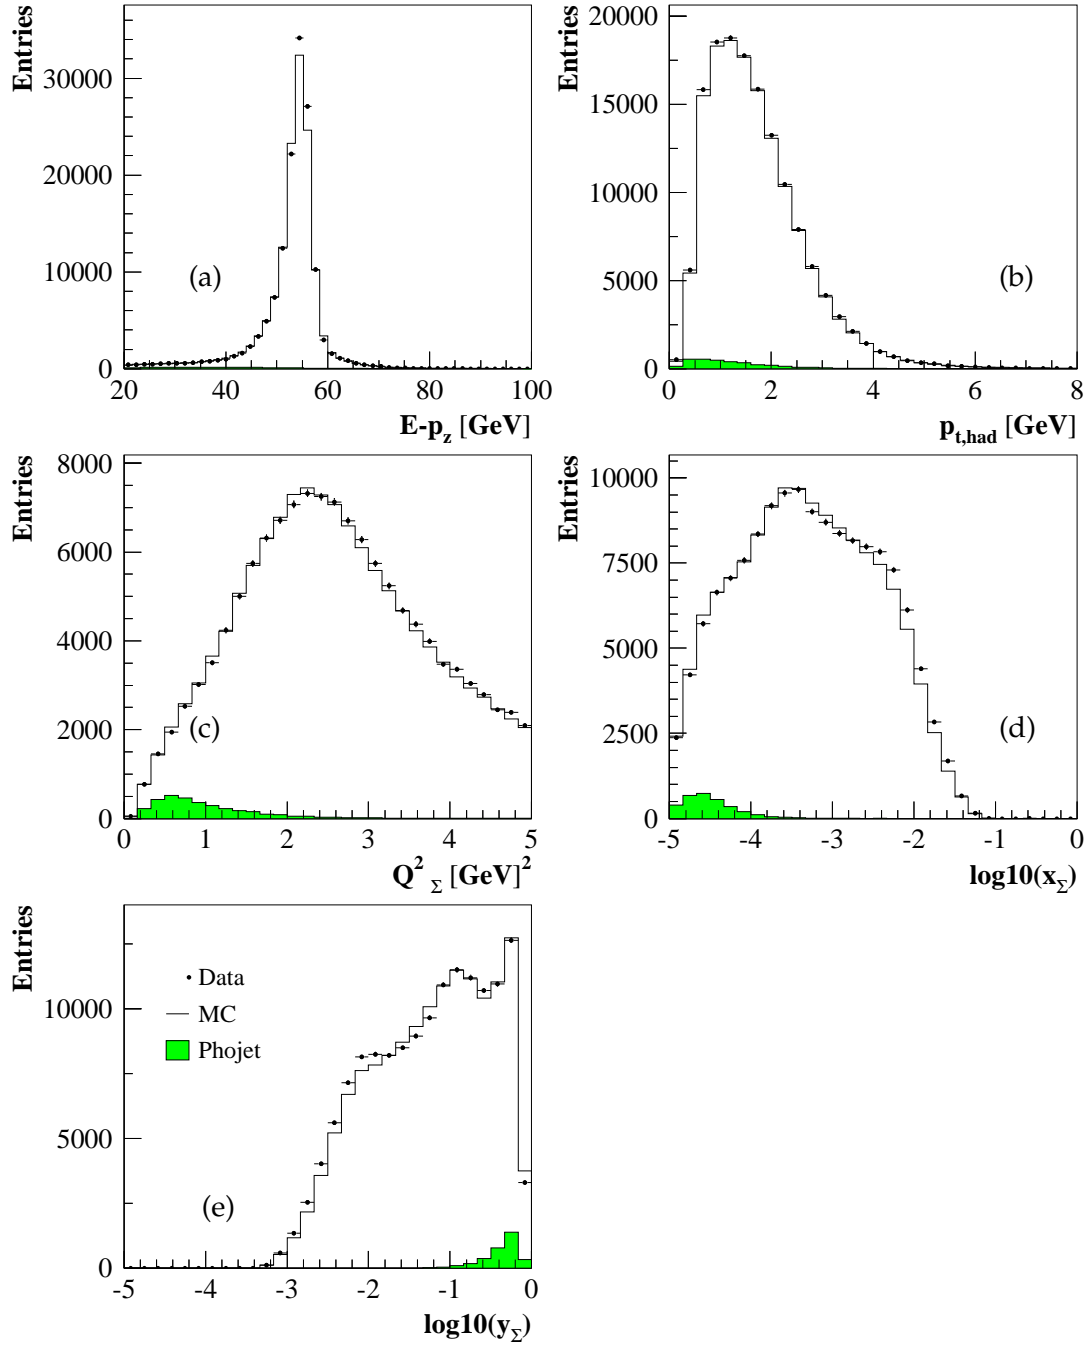 Entries
30000
20000
10000
0
(a)
20 40 60 80 100
E-p_z [GeV]
Entries
20000
15000
10000
5000
0
(b)
0 2 4 6 8
p_t,had [GeV]
Entries
8000
6000
4000
2000
0
(c)
0 1 2 3 4 5
Q² Σ [GeV]²
Entries
10000
7500
5000
2500
0
(d)
-5 -4 -3 -2 -1 0
log10(x_Σ)
Entries
10000
5000
0
Data
MC
Phojet
(e)
-5 -4 -3 -2 -1 0
log10(y_Σ)